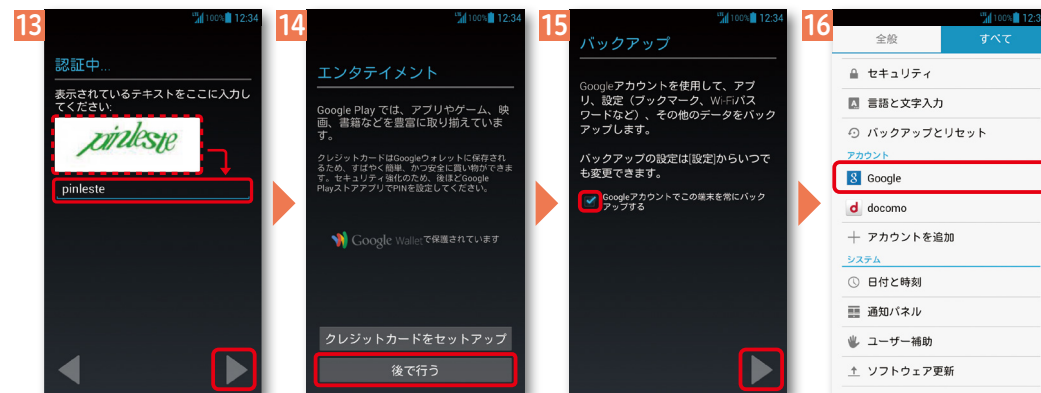 13
100% 12:34
認証中...
表示されているテキストをここに入力し
てください:
pinleste
pinleste
14
100% 12:34
エンタテイメント
Google Play では、アプリやゲーム、映
画、書籍などを豊富に取り揃えていま
す。
クレジットカードはGoogleウォレットに保存され
るため、すばやく簡単、かつ安全に買い物ができま
す。セキュリティ強化のため、後ほどGoogle
PlayストアアプリでPINを設定してください。
Google Walletで保護されています
クレジットカードをセットアップ
後で行う
15
100% 12:34
バックアップ
Googleアカウントを使用して、アプ
リ、設定（ブックマーク、Wi-Fiパス
ワードなど）、その他のデータをバック
アップします。
バックアップの設定は[設定]からいつで
も変更できます。
Googleアカウントでこの端末を常にバック
アップする
16
100% 12:3
全般 すべて
セキュリティ
言語と文字入力
バックアップとリセット
アカウント
Google
docomo
アカウントを追加
システム
日付と時刻
通知パネル
ユーザー補助
ソフトウェア更新